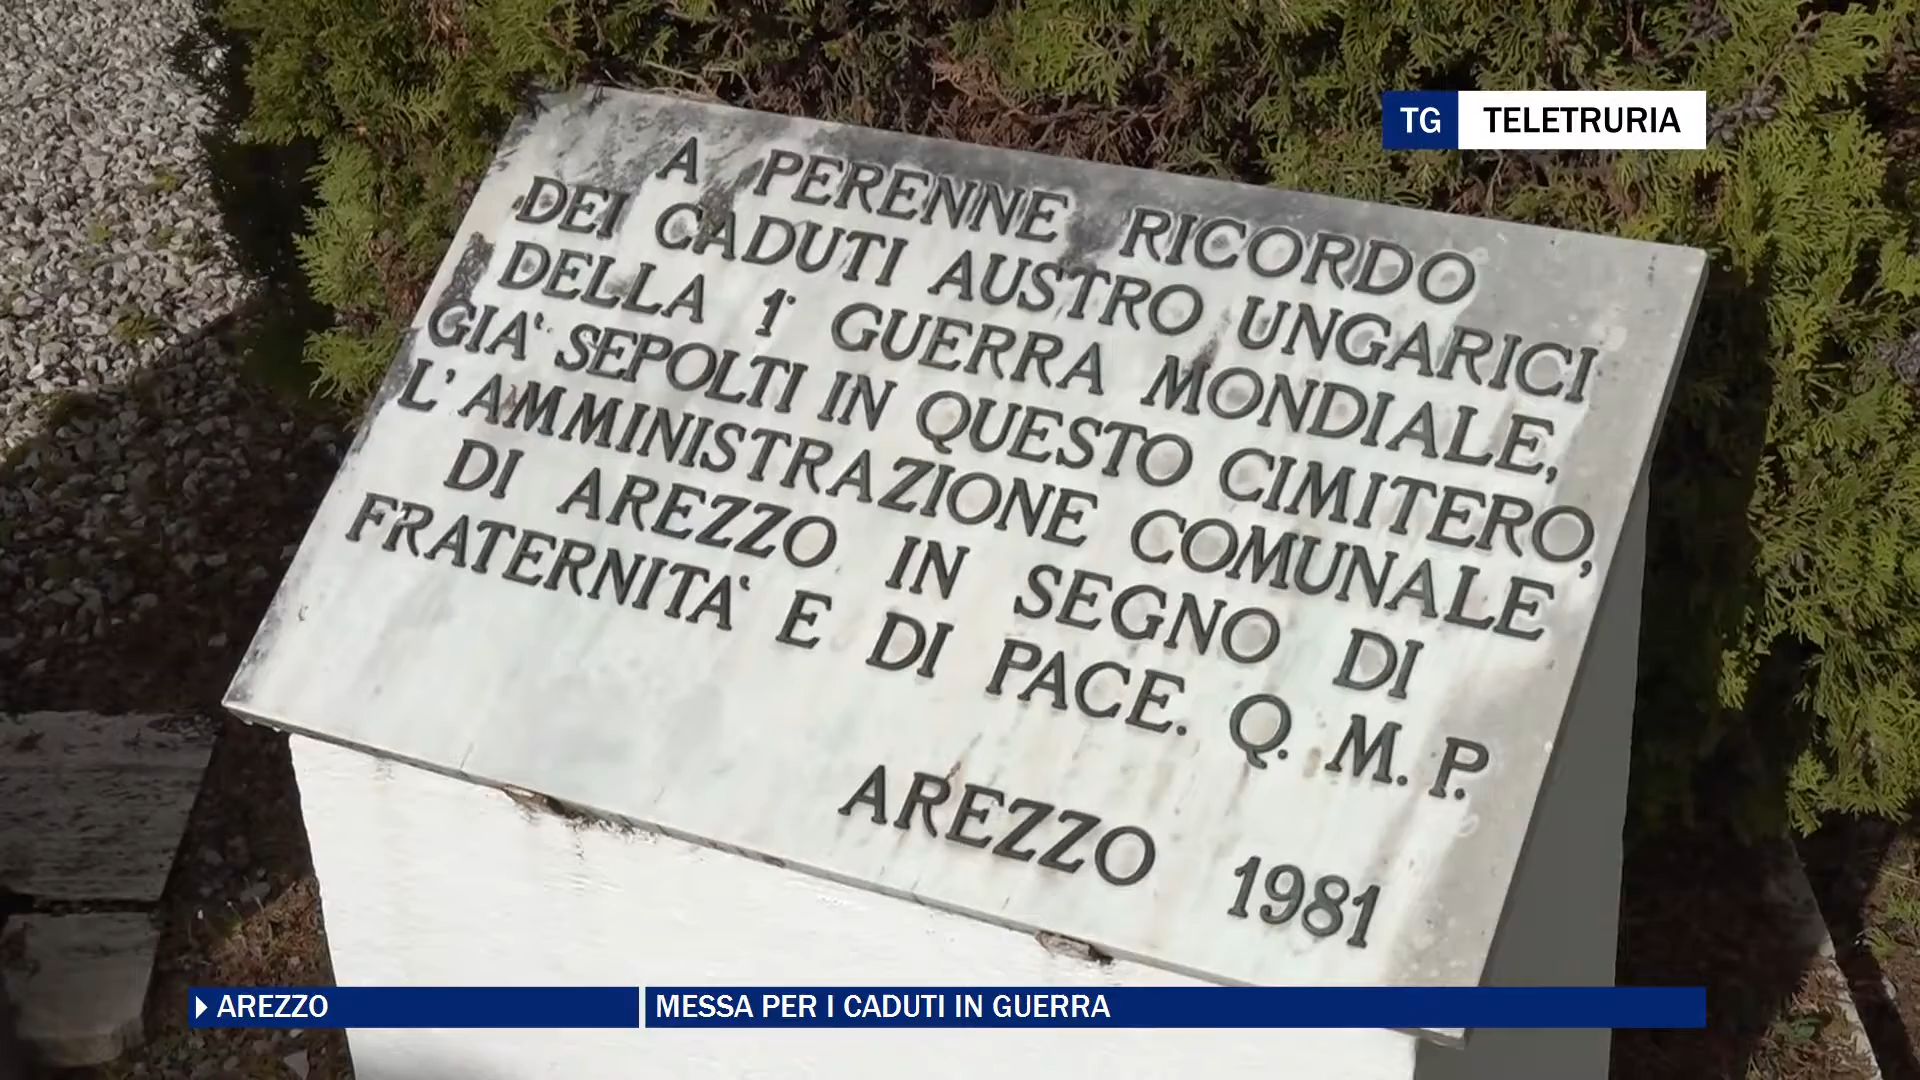 TG TELETRURIA
A PERENNE RICORDO
DEI CADUTI AUSTRO UNGARICI
DELLA 1ª GUERRA MONDIALE,
GIA' SEPOLTI IN QUESTO CIMITERO,
L'AMMINISTRAZIONE COMUNALE
DI AREZZO IN SEGNO DI
FRATERNITA' E DI PACE. Q. M. P.
AREZZO 1981
AREZZO
MESSA PER I CADUTI IN GUERRA